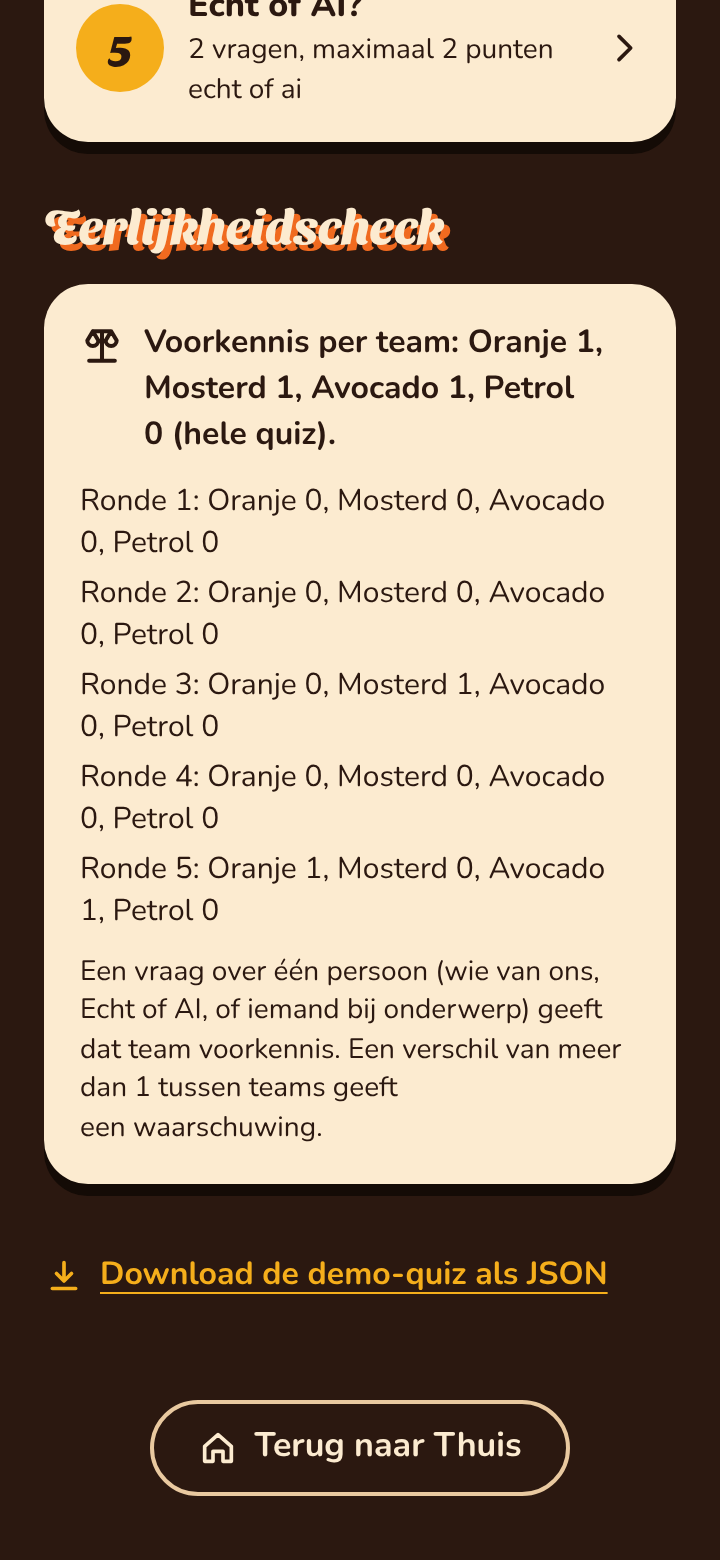 Echt of AI?
5
2 vragen, maximaal 2 punten
echt of ai
Eerlijkheidscheck
Voorkennis per team: Oranje 1,
Mosterd 1, Avocado 1, Petrol
0 (hele quiz).
Ronde 1: Oranje 0, Mosterd 0, Avocado
0, Petrol 0
Ronde 2: Oranje 0, Mosterd 0, Avocado
0, Petrol 0
Ronde 3: Oranje 0, Mosterd 1, Avocado
0, Petrol 0
Ronde 4: Oranje 0, Mosterd 0, Avocado
0, Petrol 0
Ronde 5: Oranje 1, Mosterd 0, Avocado
1, Petrol 0
Een vraag over één persoon (wie van ons,
Echt of AI, of iemand bij onderwerp) geeft
dat team voorkennis. Een verschil van meer
dan 1 tussen teams geeft
een waarschuwing.
Download de demo-quiz als JSON
Terug naar Thuis